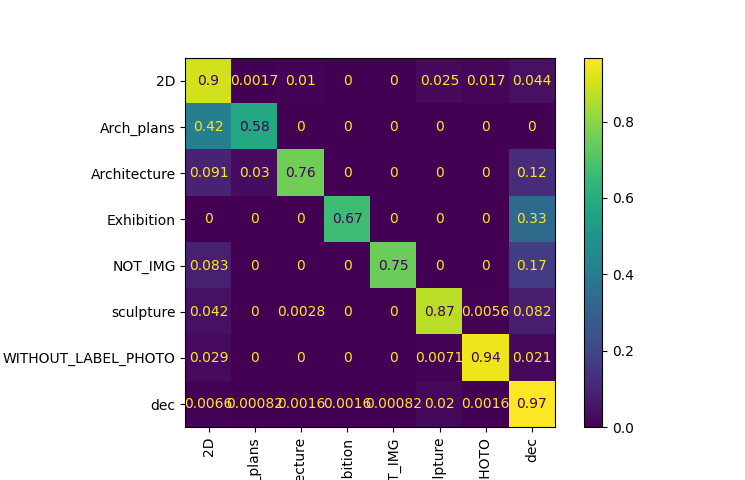 2D 0.9 0.0017 0.01 0 0 0.025 0.017 0.044
Arch_plans 0.42 0.58 0 0 0 0 0 0
Architecture 0.091 0.03 0.76 0 0 0 0 0.12
Exhibition 0 0 0 0.67 0 0 0 0.33
NOT_IMG 0.083 0 0 0 0.75 0 0 0.17
sculpture 0.042 0 0.0028 0 0 0.87 0.0056 0.082
WITHOUT_LABEL_PHOTO 0.029 0 0 0 0 0.0071 0.94 0.021
dec 0.0066 0.00082 0.0016 0.0016 0.00082 0.02 0.0016 0.97
2D _plans ecture bition T_IMG lpture HOTO dec
0.8
0.6
0.4
0.2
0.0